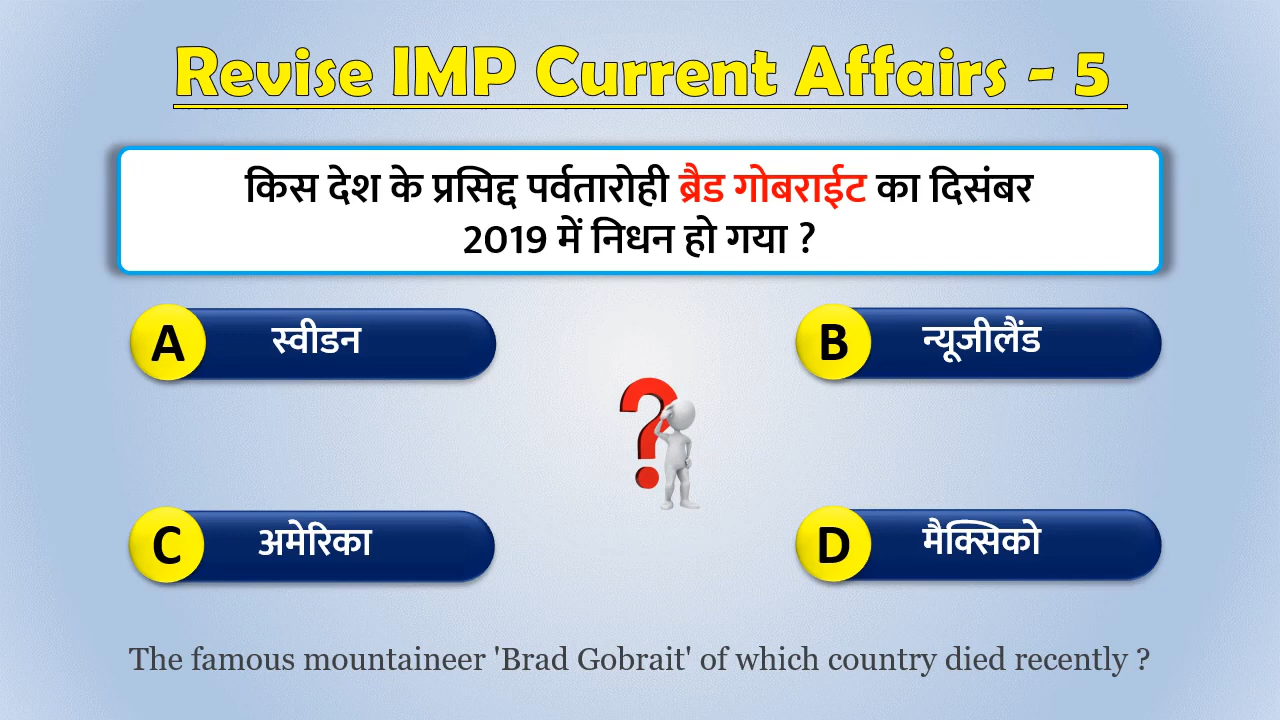 Revise IMP Current Affairs - 5
किस देश के प्रसिद्द पर्वतारोही ब्रैड गोबराईट का दिसंबर
2019 में निधन हो गया ?
A स्वीडन
B न्यूजीलैंड
?
C अमेरिका
D मैक्सिको
The famous mountaineer 'Brad Gobrait' of which country died recently ?